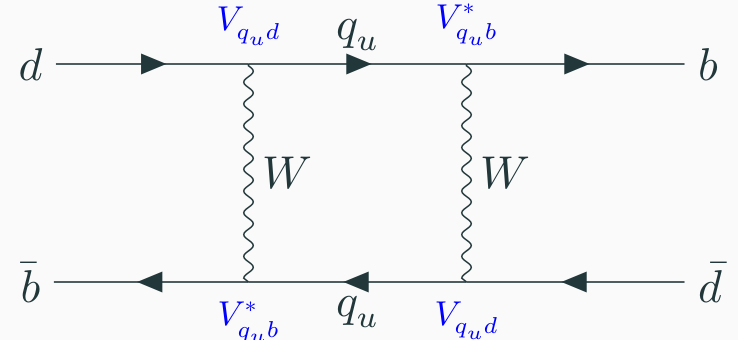 V_{q_u d} V^*_{q_u b}
d q_u b
W W
\bar{b} q_u \bar{d}
V^*_{q_u b} V_{q_u d}